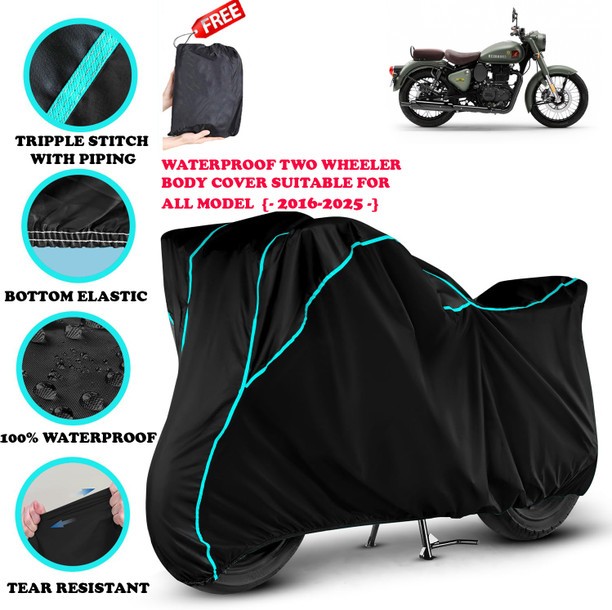 FREE
WATERPROOF TWO WHEELER
BODY COVER SUITABLE FOR
ALL MODEL {- 2016-2025 -}
TRIPPLE STITCH
WITH PIPING
BOTTOM ELASTIC
100% WATERPROOF
TEAR RESISTANT